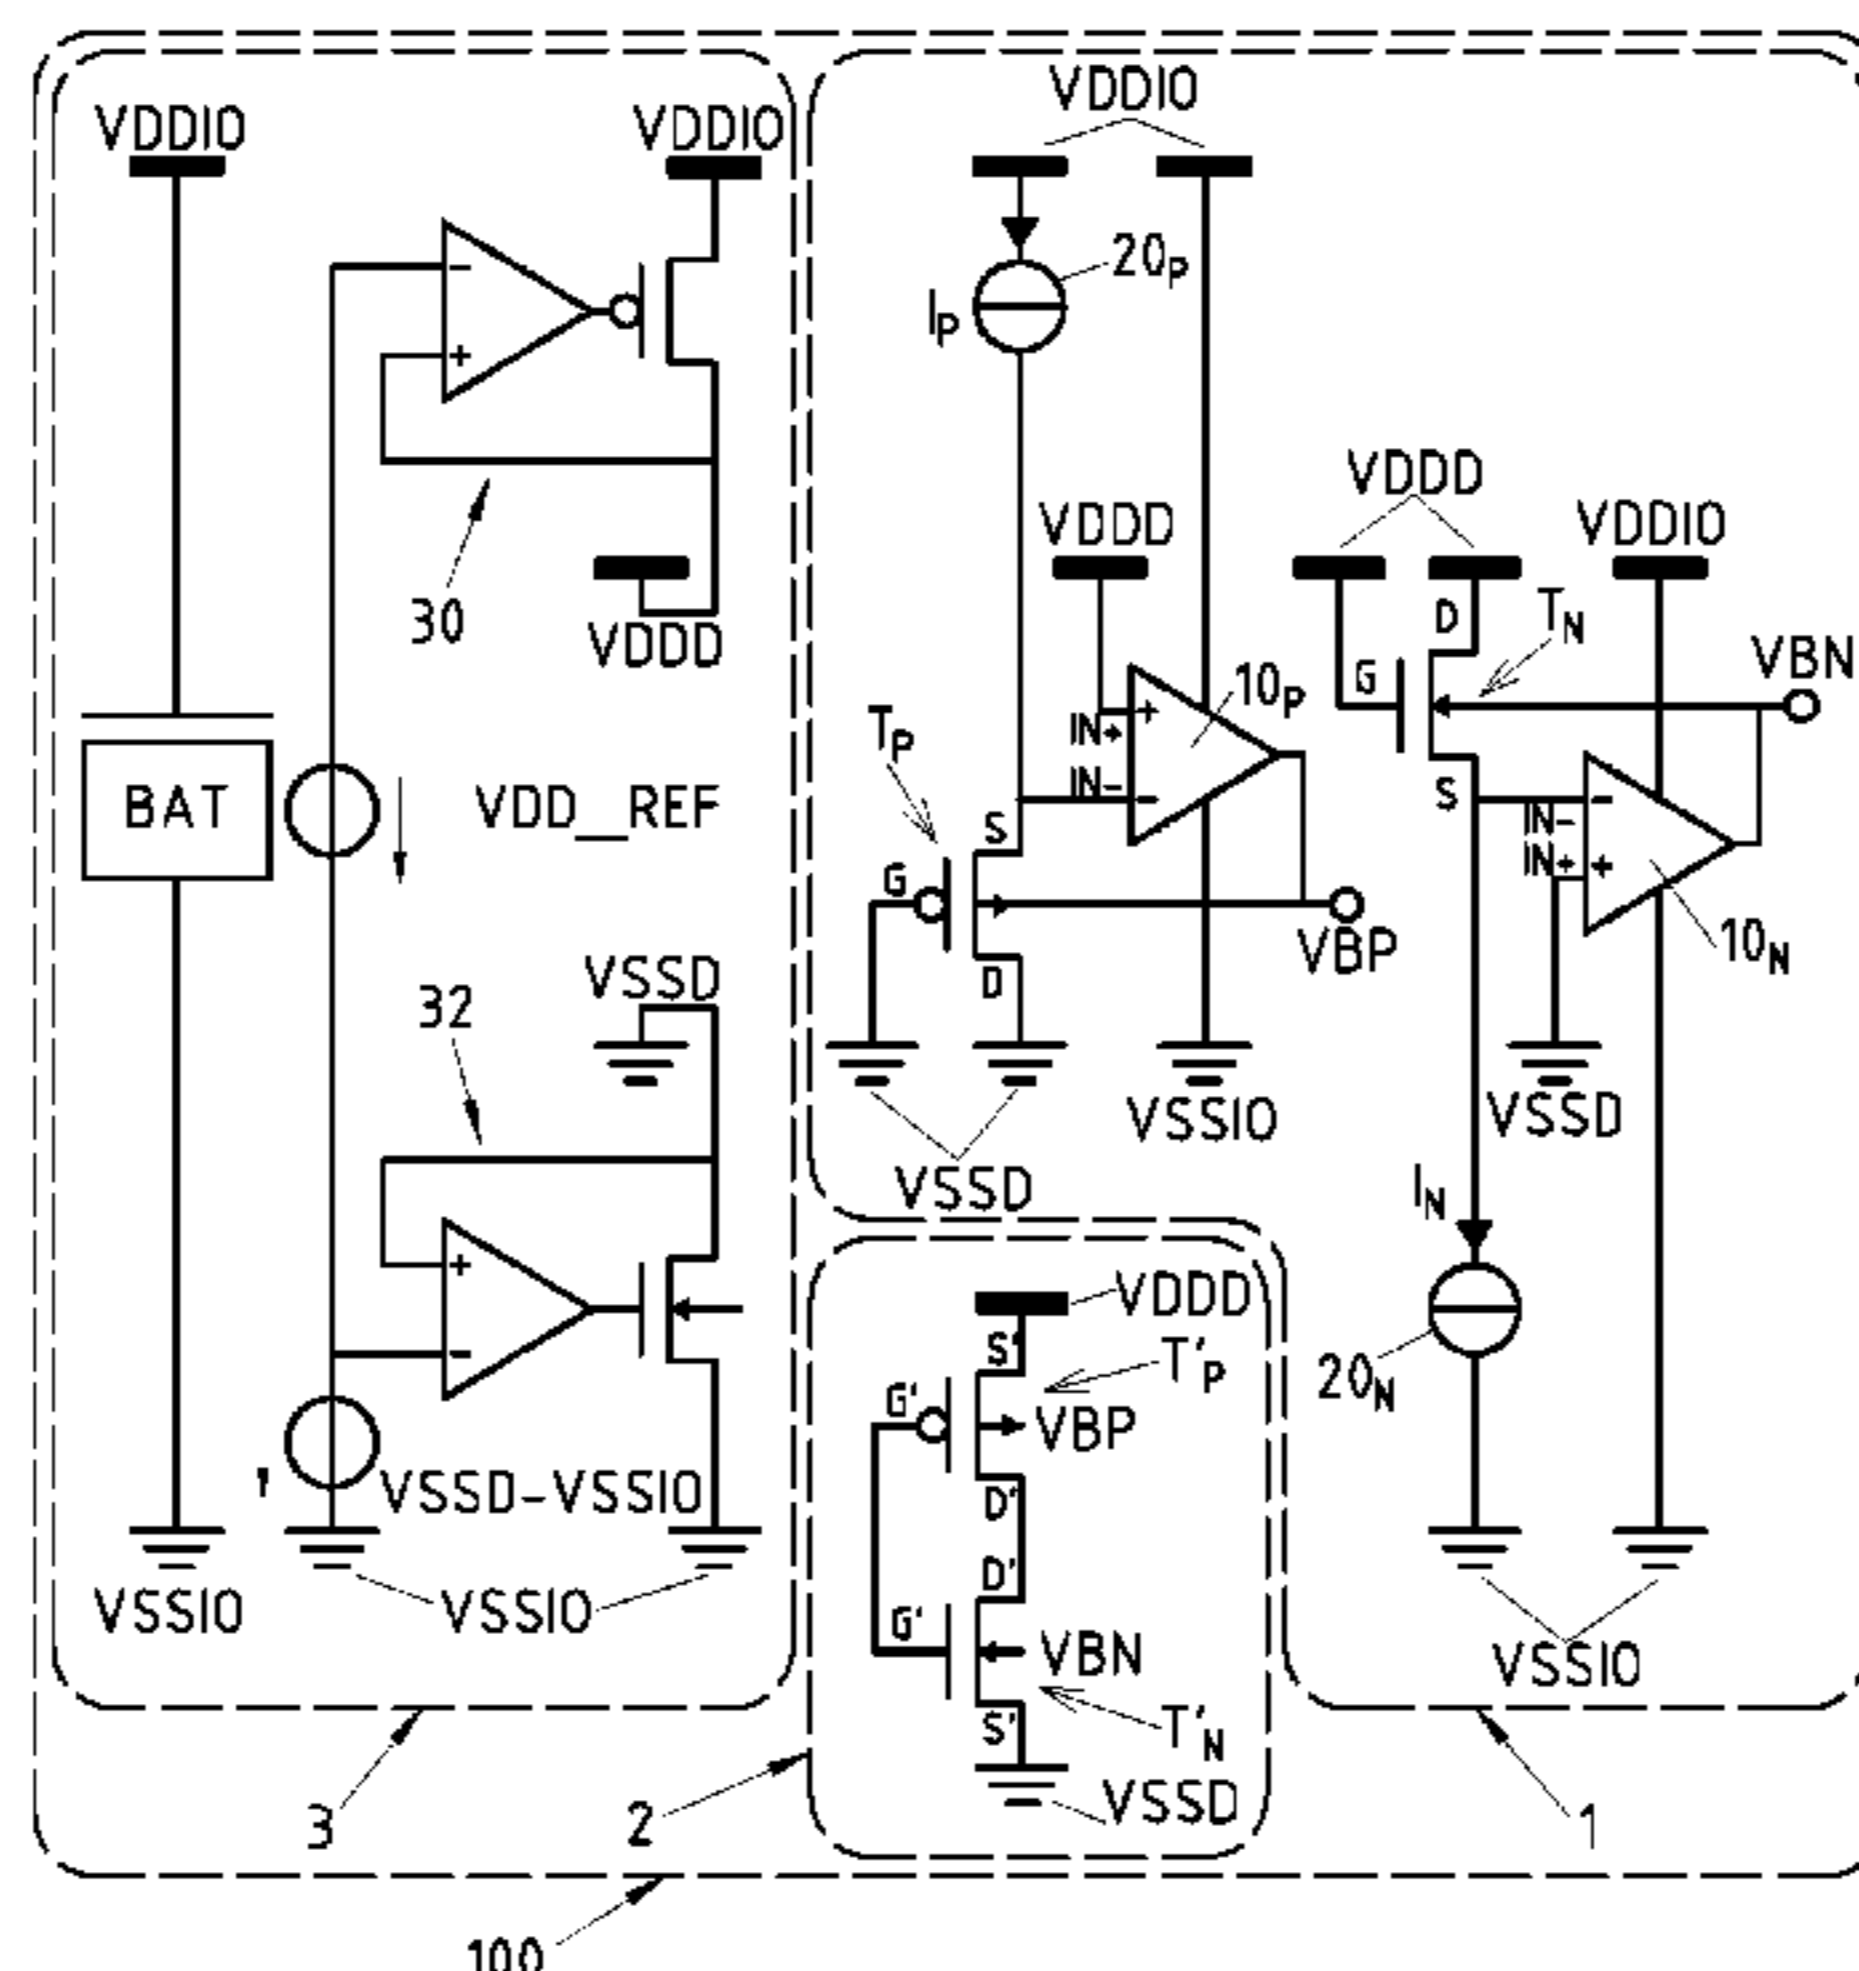 VDDIO
VDDIO
-
+
30
VDDD
BAT
VDD_REF
VSSD
32
+
-
VSSD-VSSIO
VSSIO
VSSIO
3
VDDIO
20P
IP
VDDD
IN+
+
10P
IN-
-
TP
S
G
D
VBP
VSSIO
VSSD
VDDD
VDDIO
D
TN
G
VBN
S
IN-
-
IN+
+
10N
VSSD
IN
20N
VSSIO
1
VDDD
S'
T'P
G'
VBP
D'
D'
G'
VBN
S'
T'N
VSSD
2
100